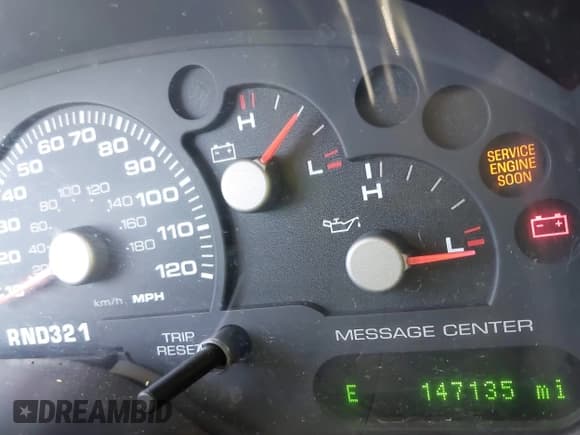 60 70
50 80
40 90
30 100
20 110
10 120
100 120
80 140
60 160
40 180
20
km/h MPH
RND321
TRIP
RESET
H
L
H
L
SERVICE
ENGINE
SOON
MESSAGE CENTER
E 147135 mi
DREAMBID